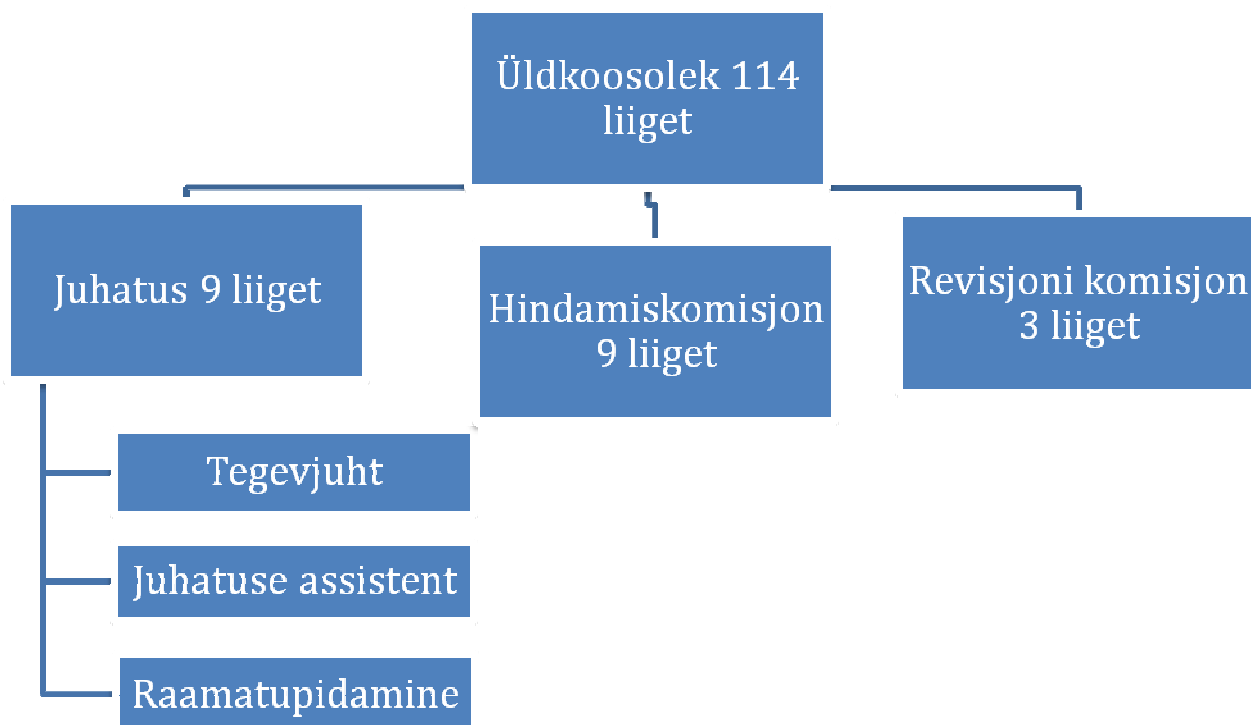 Üldkoosolek 114
liiget
Juhatus 9 liiget
Hindamiskomisjon
9 liiget
Revisjoni komisjon
3 liiget
Tegevjuht
Juhatuse assistent
Raamatupidamine